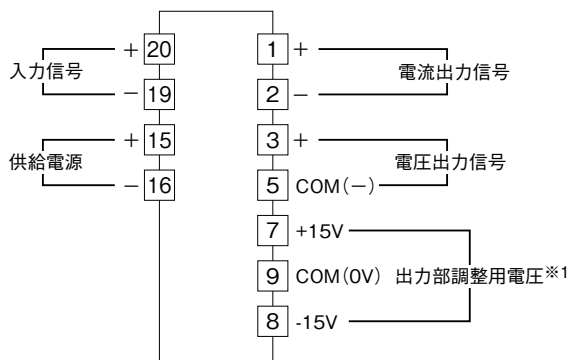 + 20
入力信号
− 19
+ 15
供給電源
− 16
1 +
電流出力信号
2 −
3 +
電圧出力信号
5 COM(−)
7 +15V
9 COM(0V) 出力部調整用電圧※1
8 -15V